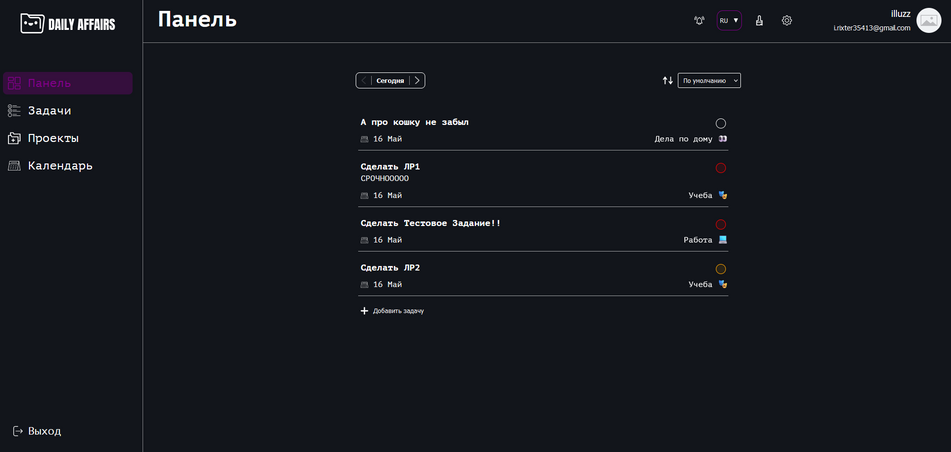 DAILY AFFAIRS
Панель
RU ▼
illuzz
i.rixter35413@gmail.com
Панель
Задачи
Проекты
Календарь
Выход
Сегодня
По умолчанию
А про кошку не забыл
16 Май
Дела по дому
Сделать ЛР1
СРОЧНООООО
16 Май
Учеба
Сделать Тестовое Задание!!
16 Май
Работа
Сделать ЛР2
16 Май
Учеба
Добавить задачу